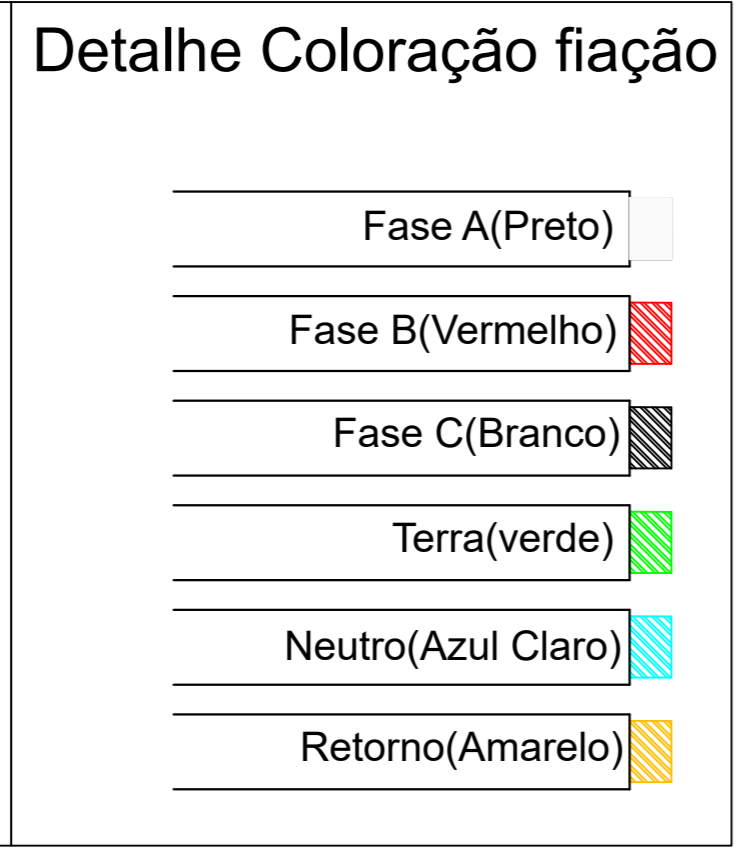 Detalhe Coloração fiação
Fase A(Preto)
Fase B(Vermelho)
Fase C(Branco)
Terra(verde)
Neutro(Azul Claro)
Retorno(Amarelo)